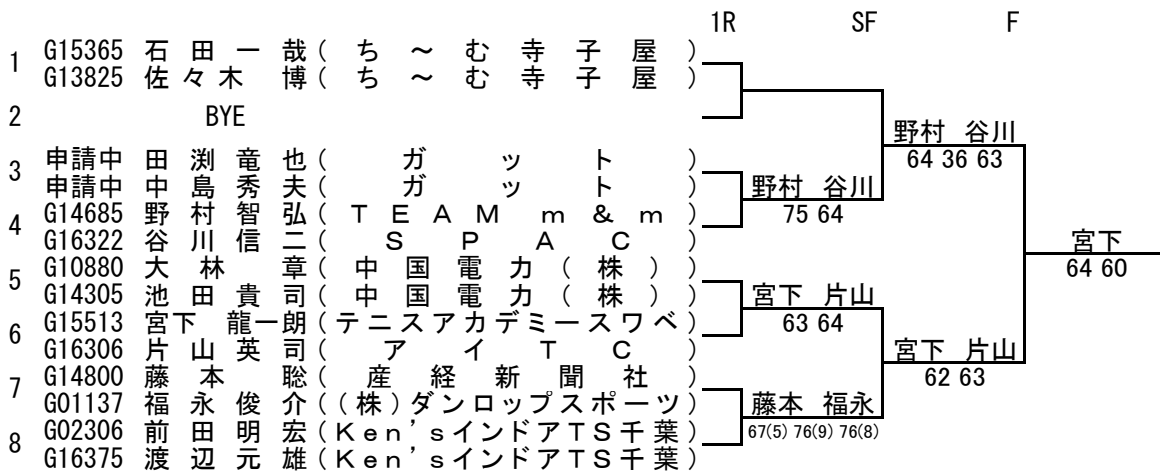 1R SF F
1 G15365 石田一哉(ち～む寺子屋)
G13825 佐々木 博(ち～む寺子屋)
2 BYE
野村 谷川
64 36 63
3 申請中 田渕竜也(ガット)
申請中 中島秀夫(ガット)
野村 谷川
75 64
4 G14685 野村智弘(TEAM m&m)
G16322 谷川信二(SPAC)
宮下
64 60
5 G10880 大林 章(中国電力(株))
G14305 池田貴司(中国電力(株))
宮下 片山
63 64
6 G15513 宮下 龍一朗(テニスアカデミースワベ)
G16306 片山英司(アイTC)
宮下 片山
62 63
7 G14800 藤本 聡(産経新聞社)
G01137 福永俊介((株)ダンロップスポーツ)
藤本 福永
67(5) 76(9) 76(8)
8 G02306 前田明宏(Ken'sインドアTS千葉)
G16375 渡辺元雄(Ken'sインドアTS千葉)